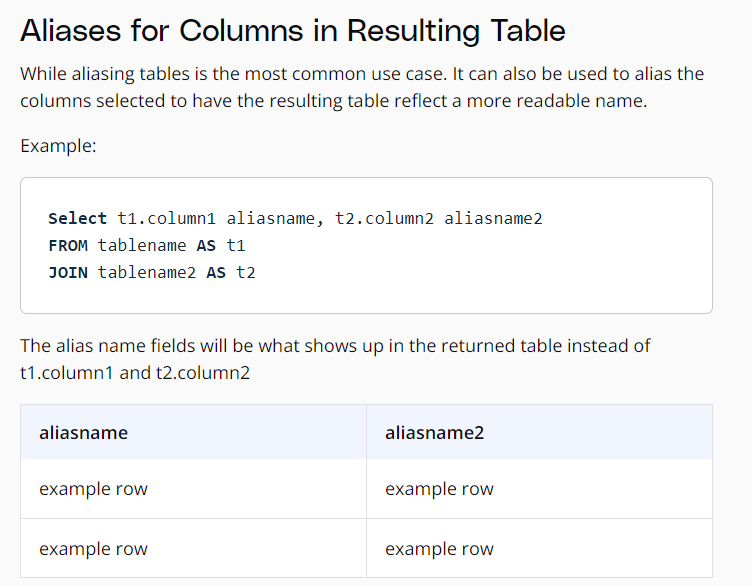 Aliases for Columns in Resulting Table
While aliasing tables is the most common use case. It can also be used to alias the
columns selected to have the resulting table reflect a more readable name.
Example:
Select t1.column1 aliasname, t2.column2 aliasname2
FROM tablename AS t1
JOIN tablename2 AS t2
The alias name fields will be what shows up in the returned table instead of
t1.column1 and t2.column2
aliasname aliasname2
example row example row
example row example row